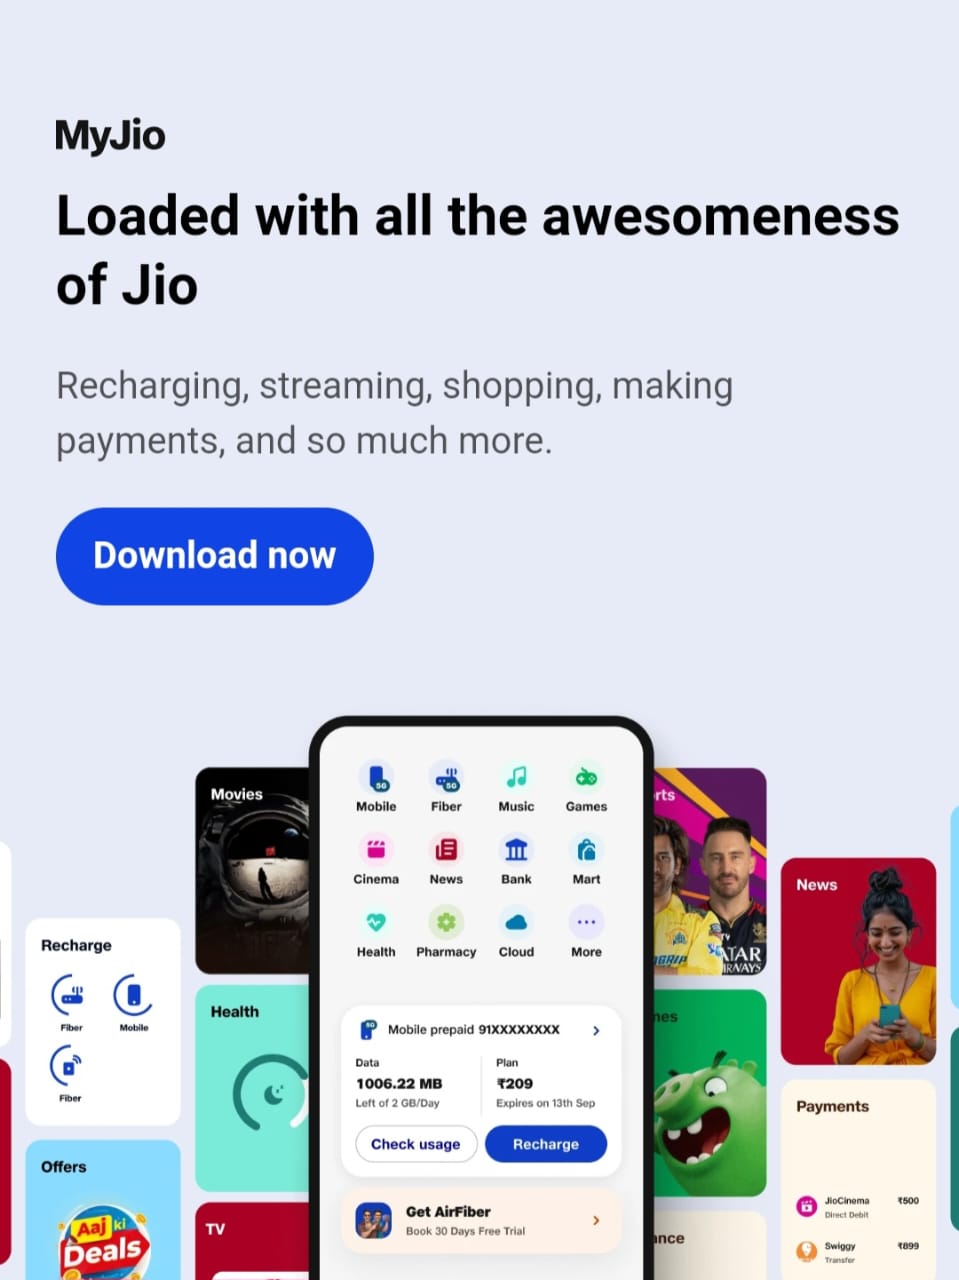 MyJio
Loaded with all the awesomeness
of Jio
Recharging, streaming, shopping, making
payments, and so much more.
Download now
Mobile
Fiber
Music
Games
Cinema
News
Bank
Mart
Health
Pharmacy
Cloud
More
Mobile prepaid 91XXXXXXXX
Data
1006.22 MB
Left of 2 GB/Day
Plan
₹209
Expires on 13th Sep
Check usage
Recharge
Get AirFiber
Book 30 Days Free Trial
Recharge
Fiber
Mobile
Fiber
Offers
Aaj ki
Deals
Movies
Health
TV
rts
ATAR
IRWAYS
nes
ance
News
Payments
JioCinema ₹500
Direct Debit
Swiggy ₹899
Transfer